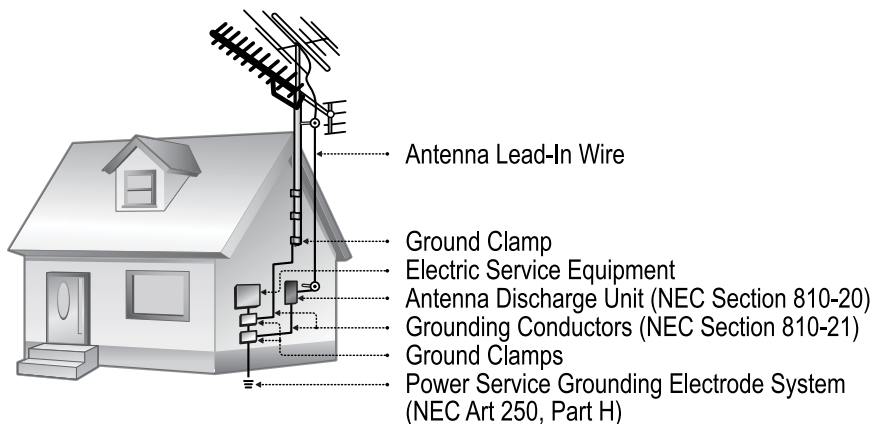 Antenna Lead-In Wire
Ground Clamp
Electric Service Equipment
Antenna Discharge Unit (NEC Section 810-20)
Grounding Conductors (NEC Section 810-21)
Ground Clamps
Power Service Grounding Electrode System
(NEC Art 250, Part H)